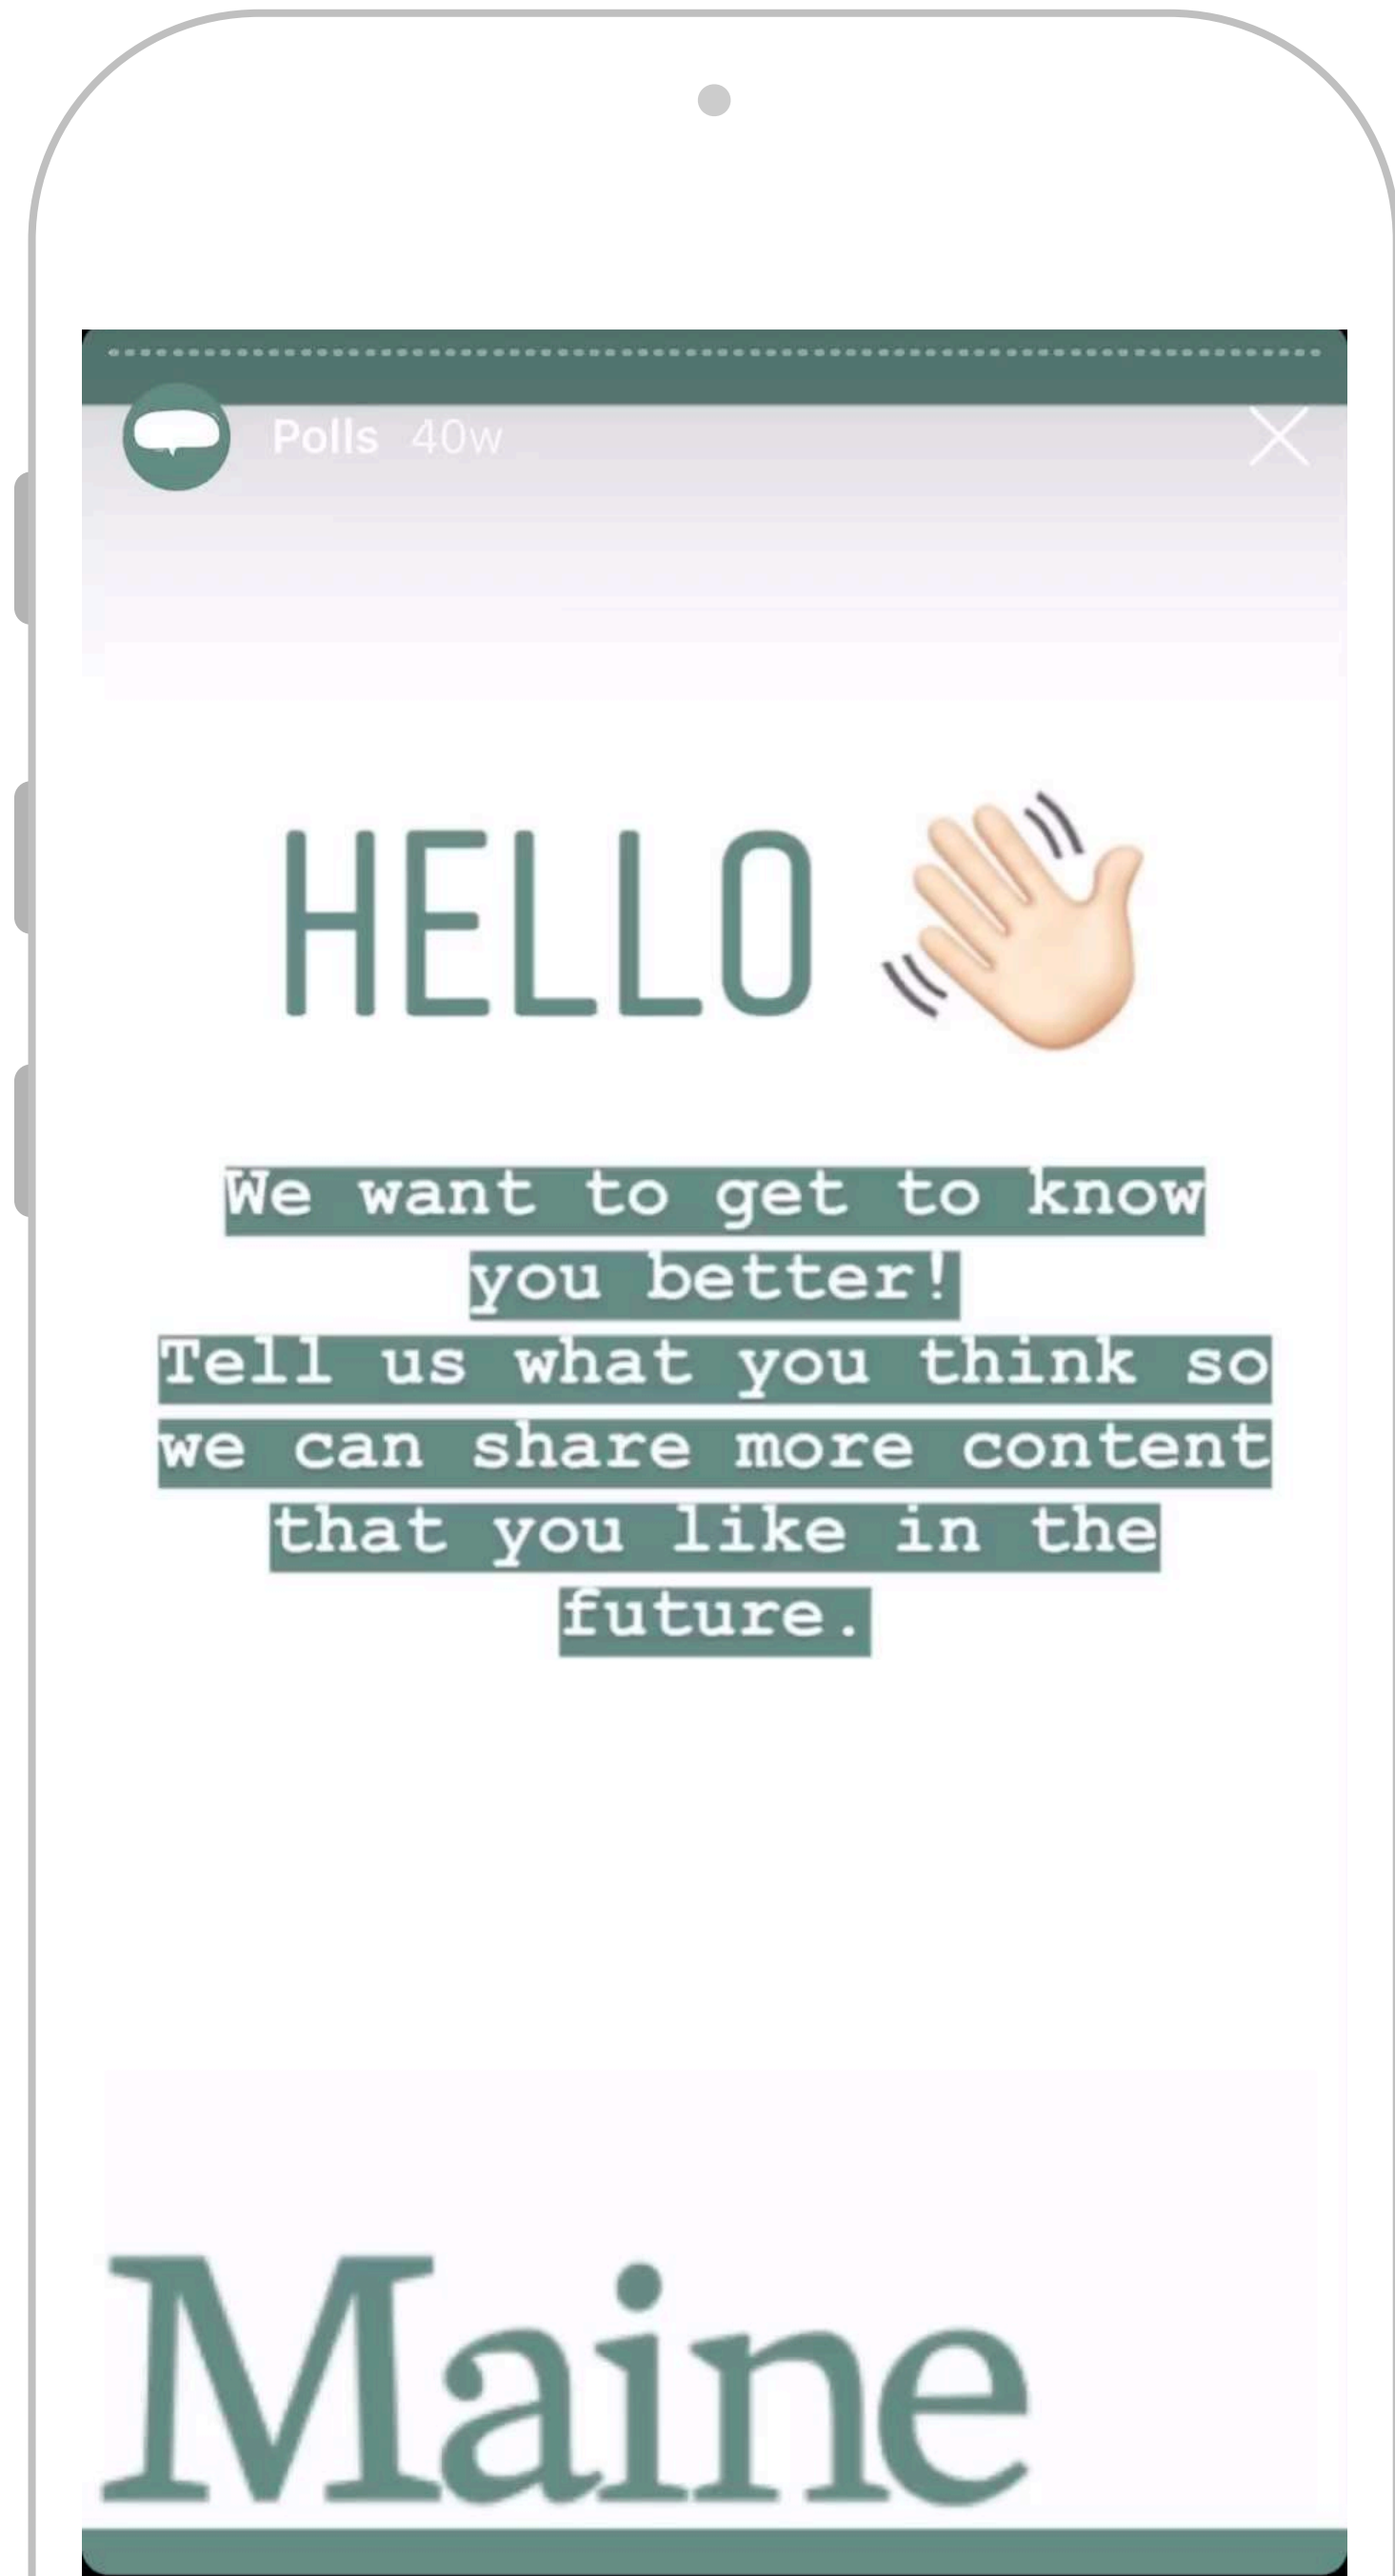 Polls 40w
HELLO 👋🏻
We want to get to know
you better!
Tell us what you think so
we can share more content
that you like in the
future.
Maine